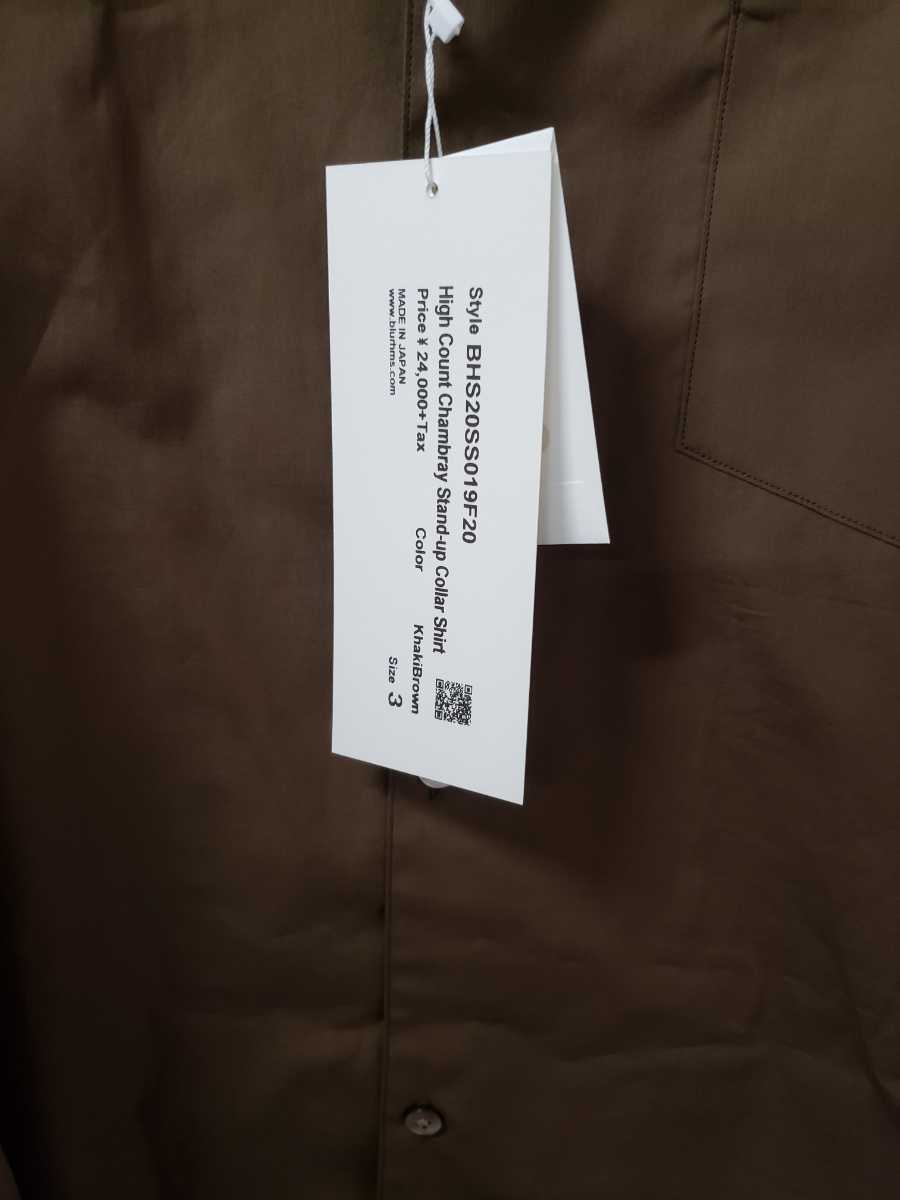 Style BHS20SS019F20
High Count Chambray Stand-up Collar Shirt
Price ¥ 24,000+Tax Color KhakiBrown
MADE IN JAPAN Size 3
www.blurhms.com